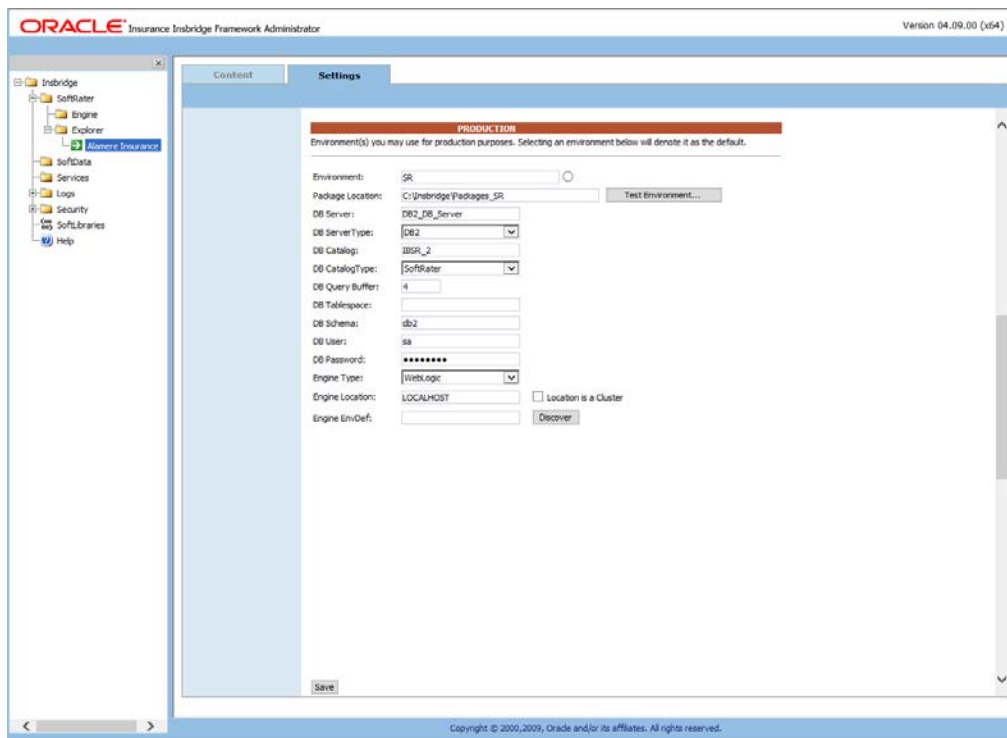 ORACLE® Insurance Insbridge Framework Administrator
Version 04.09.00 (x64)
Content
Settings
Insbridge
SoftRater
Engine
Explorer
Alamere Insurance
SoftData
Services
Logs
Security
SoftLibraries
Help
PRODUCTION
Environment(s) you may use for production purposes. Selecting an environment below will denote it as the default.
Environment: SR
Package Location: C:\Insbridge\Packages_SR Test Environment...
DB Server: DB2_DB_Server
DB ServerType: DB2
DB Catalog: IBSR_2
DB CatalogType: SoftRater
DB Query Buffer: 4
DB Tablespace:
DB Schema: db2
DB User: sa
DB Password: ••••••••
Engine Type: WebLogic
Engine Location: LOCALHOST Location is a Cluster
Engine EnvDef: Discover
Save
Copyright © 2000,2009, Oracle and/or its affiliates. All rights reserved.